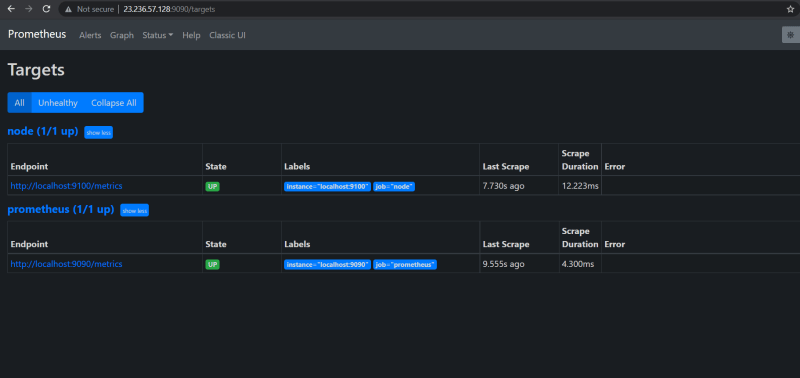 Not secure | 23.236.57.128:9090/targets
Prometheus Alerts Graph Status Help Classic UI
Targets
All Unhealthy Collapse All
node (1/1 up) show less
Endpoint State Labels Last Scrape Scrape Duration Error
http://localhost:9100/metrics UP instance="localhost:9100" job="node" 7.730s ago 12.223ms
prometheus (1/1 up) show less
Endpoint State Labels Last Scrape Scrape Duration Error
http://localhost:9090/metrics UP instance="localhost:9090" job="prometheus" 9.555s ago 4.300ms